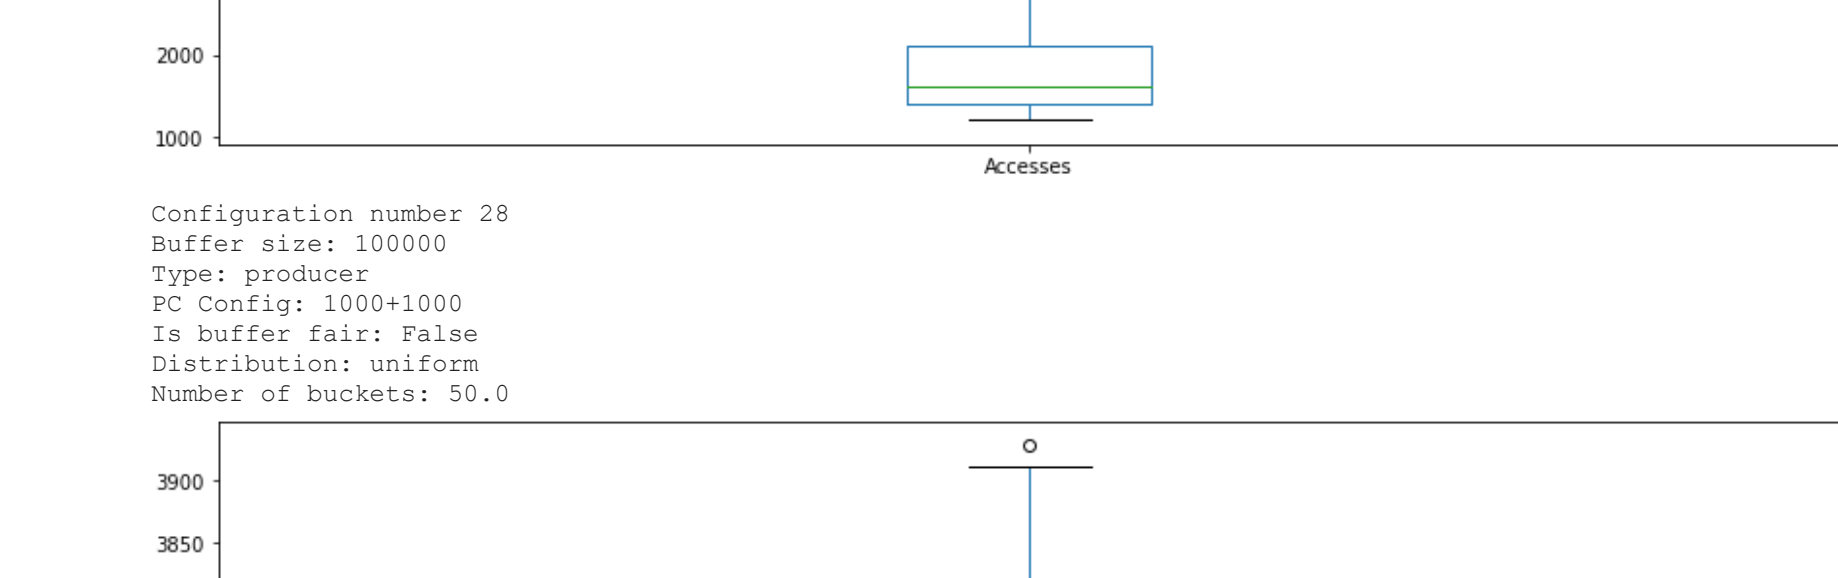 2000
1000
Accesses
Configuration number 28
Buffer size: 100000
Type: producer
PC Config: 1000+1000
Is buffer fair: False
Distribution: uniform
Number of buckets: 50.0
3900
3850